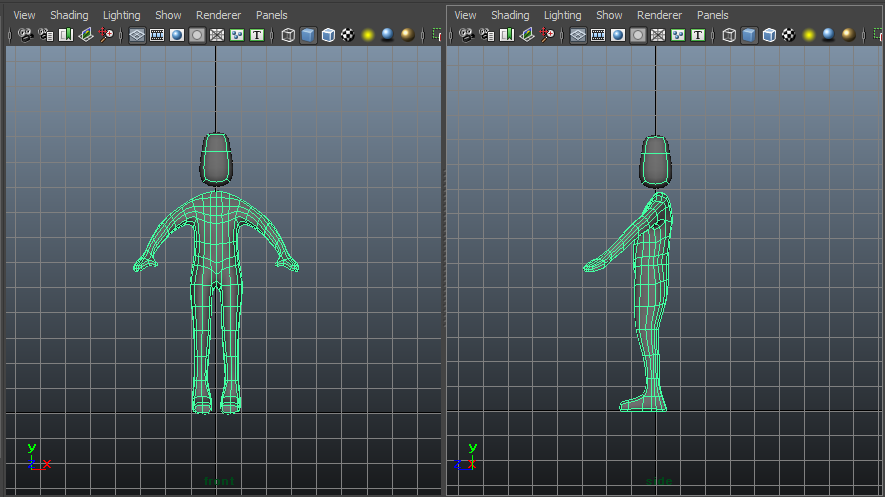 View Shading Lighting Show Renderer Panels
View Shading Lighting Show Renderer Panels
T
T
y
x
z
front
y
z
x
side